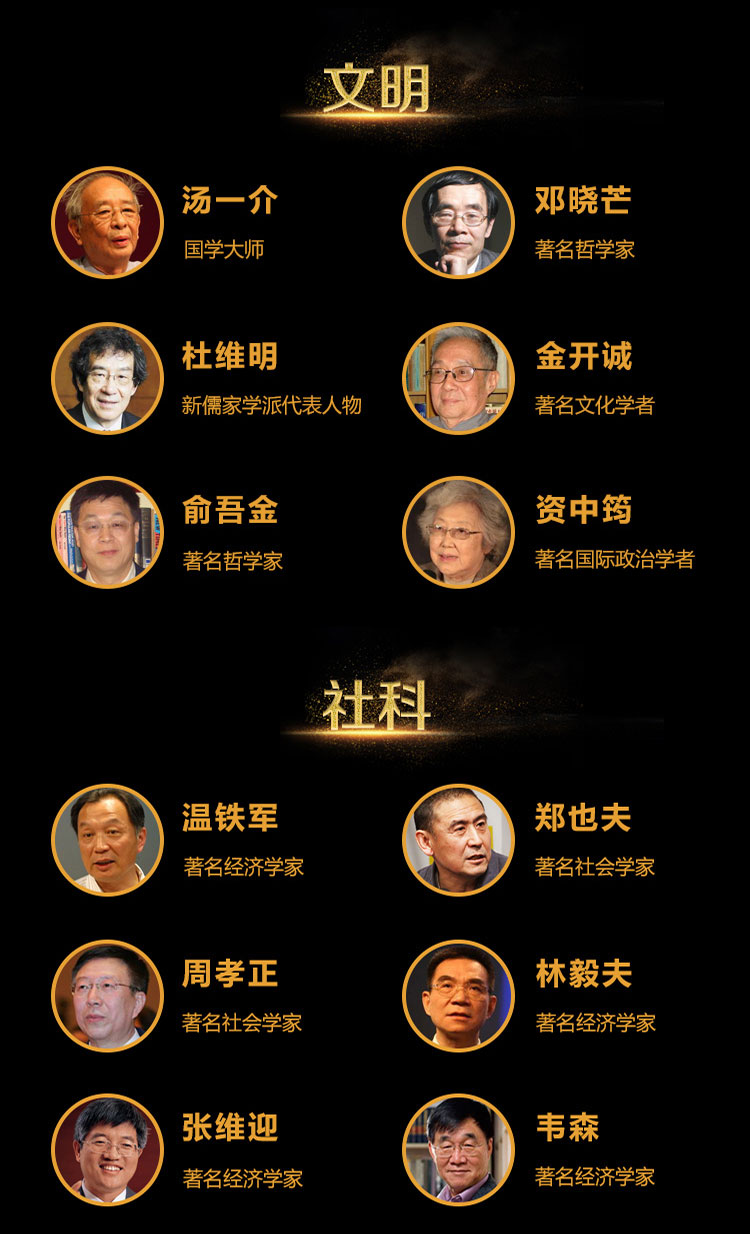 文明
汤一介
国学大师
邓晓芒
著名哲学家
杜维明
新儒家学派代表人物
金开诚
著名文化学者
俞吾金
著名哲学家
资中筠
著名国际政治学者
社科
温铁军
著名经济学家
郑也夫
著名社会学家
周孝正
著名社会学家
林毅夫
著名经济学家
张维迎
著名经济学家
韦森
著名经济学家